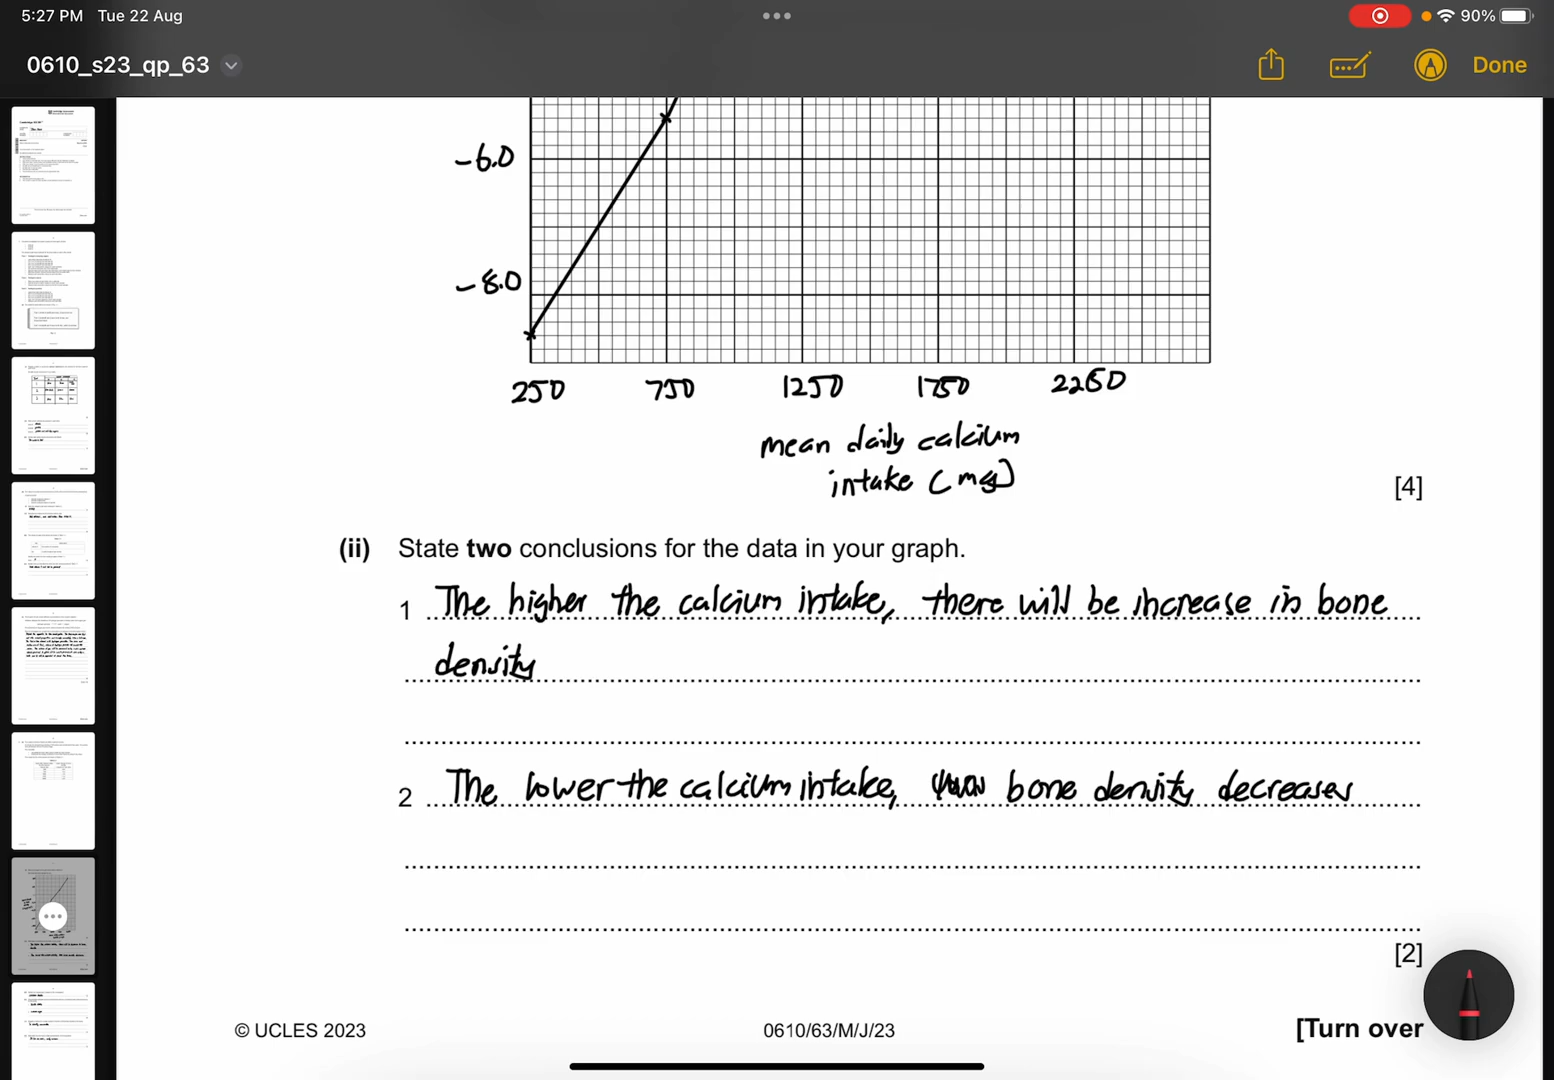 5:27 PM Tue 22 Aug
90%
0610_s23_qp_63
Done
-6.0
-8.0
250 750 1250 1750 2250
mean daily calcium
intake (mg)
[4]
(ii) State two conclusions for the data in your graph.
1 The higher the calcium intake, there will be increase in bone
density
2 The lower the calcium intake, bone density decreases
[2]
© UCLES 2023
0610/63/M/J/23
[Turn over